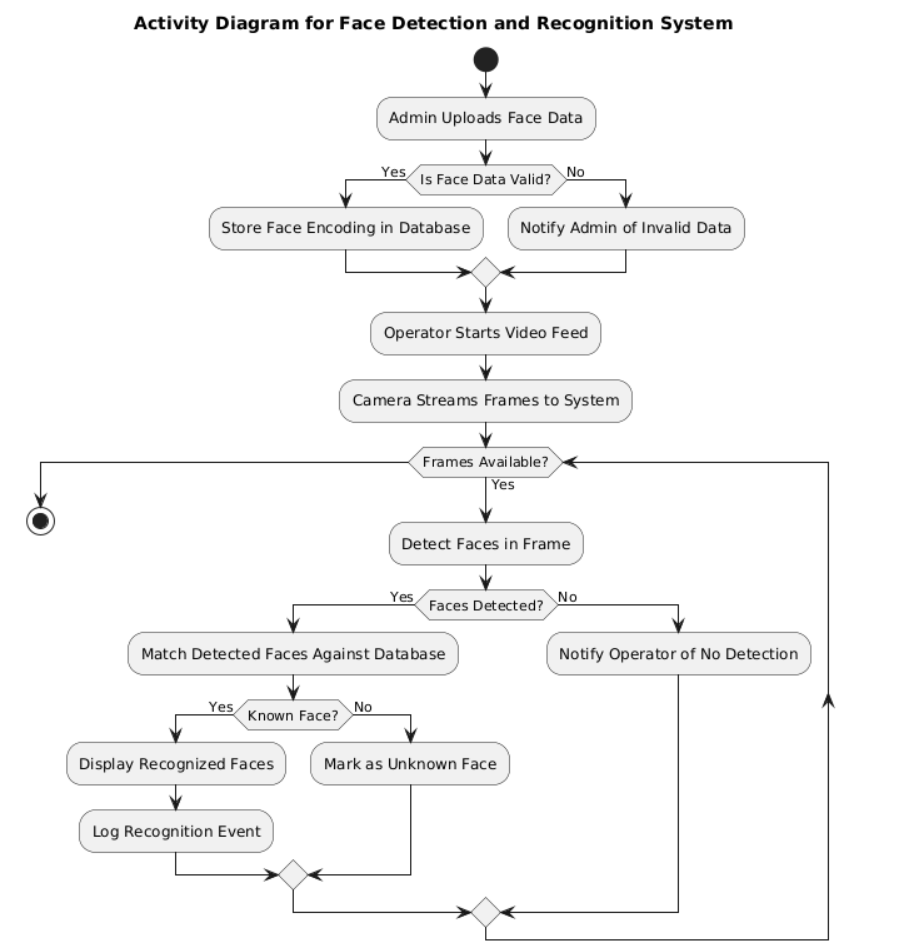 Activity Diagram for Face Detection and Recognition System
Admin Uploads Face Data
Yes
Is Face Data Valid?
No
Store Face Encoding in Database
Notify Admin of Invalid Data
Operator Starts Video Feed
Camera Streams Frames to System
Frames Available?
Yes
Detect Faces in Frame
Yes
Faces Detected?
No
Match Detected Faces Against Database
Notify Operator of No Detection
Yes
Known Face?
No
Display Recognized Faces
Mark as Unknown Face
Log Recognition Event